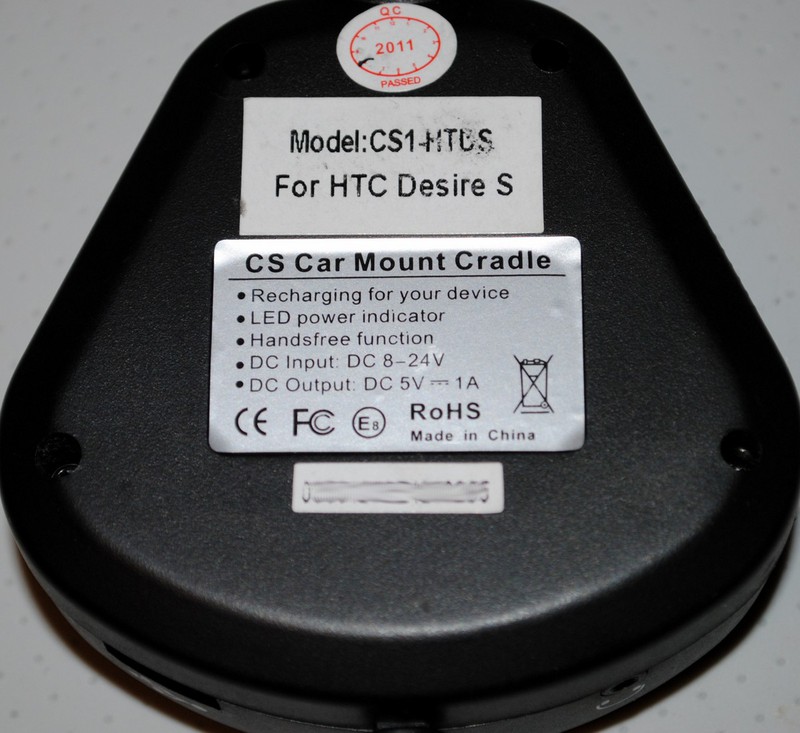 QC
2011
PASSED
Model:CS1-HTDS
For HTC Desire S
CS Car Mount Cradle
• Recharging for your device
• LED power indicator
• Handsfree function
• DC Input: DC 8–24V
• DC Output: DC 5V ⎓ 1A
CE FC E8 RoHS
Made in China